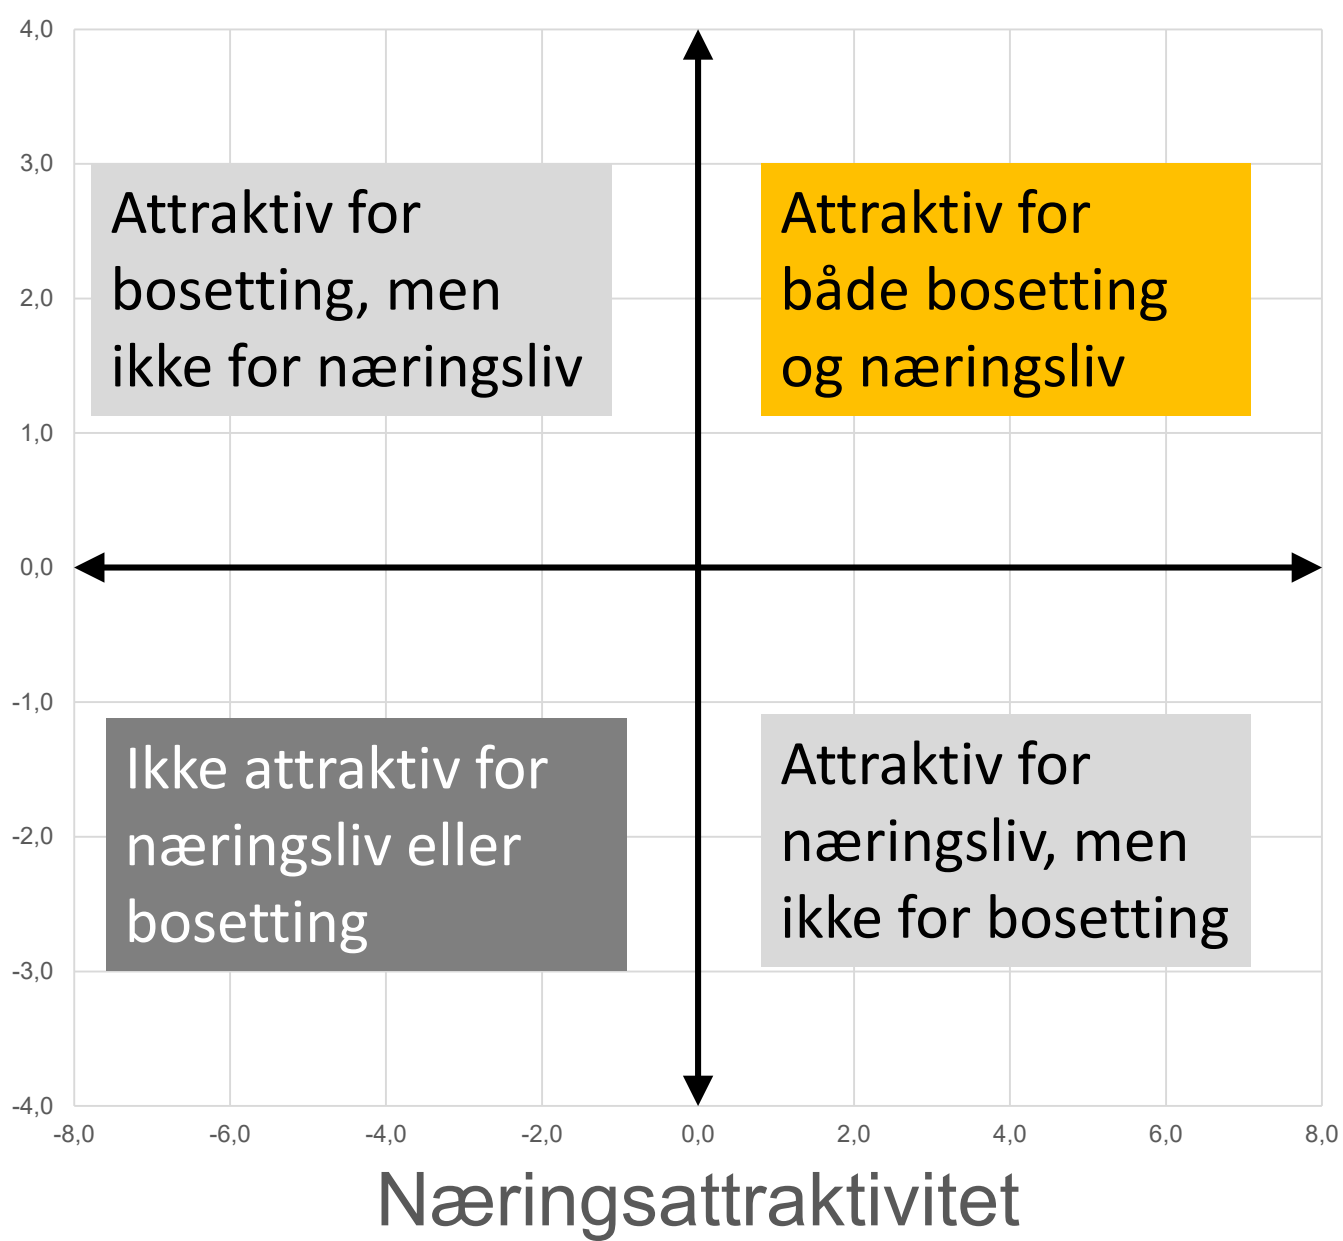 4,0
3,0
Attraktiv for
bosetting, men
ikke for næringsliv
Attraktiv for
både bosetting
og næringsliv
2,0
1,0
0,0
-1,0
Ikke attraktiv for
næringsliv eller
bosetting
Attraktiv for
næringsliv, men
ikke for bosetting
-2,0
-3,0
-4,0
-8,0 -6,0 -4,0 -2,0 0,0 2,0 4,0 6,0 8,0
Næringsattraktivitet